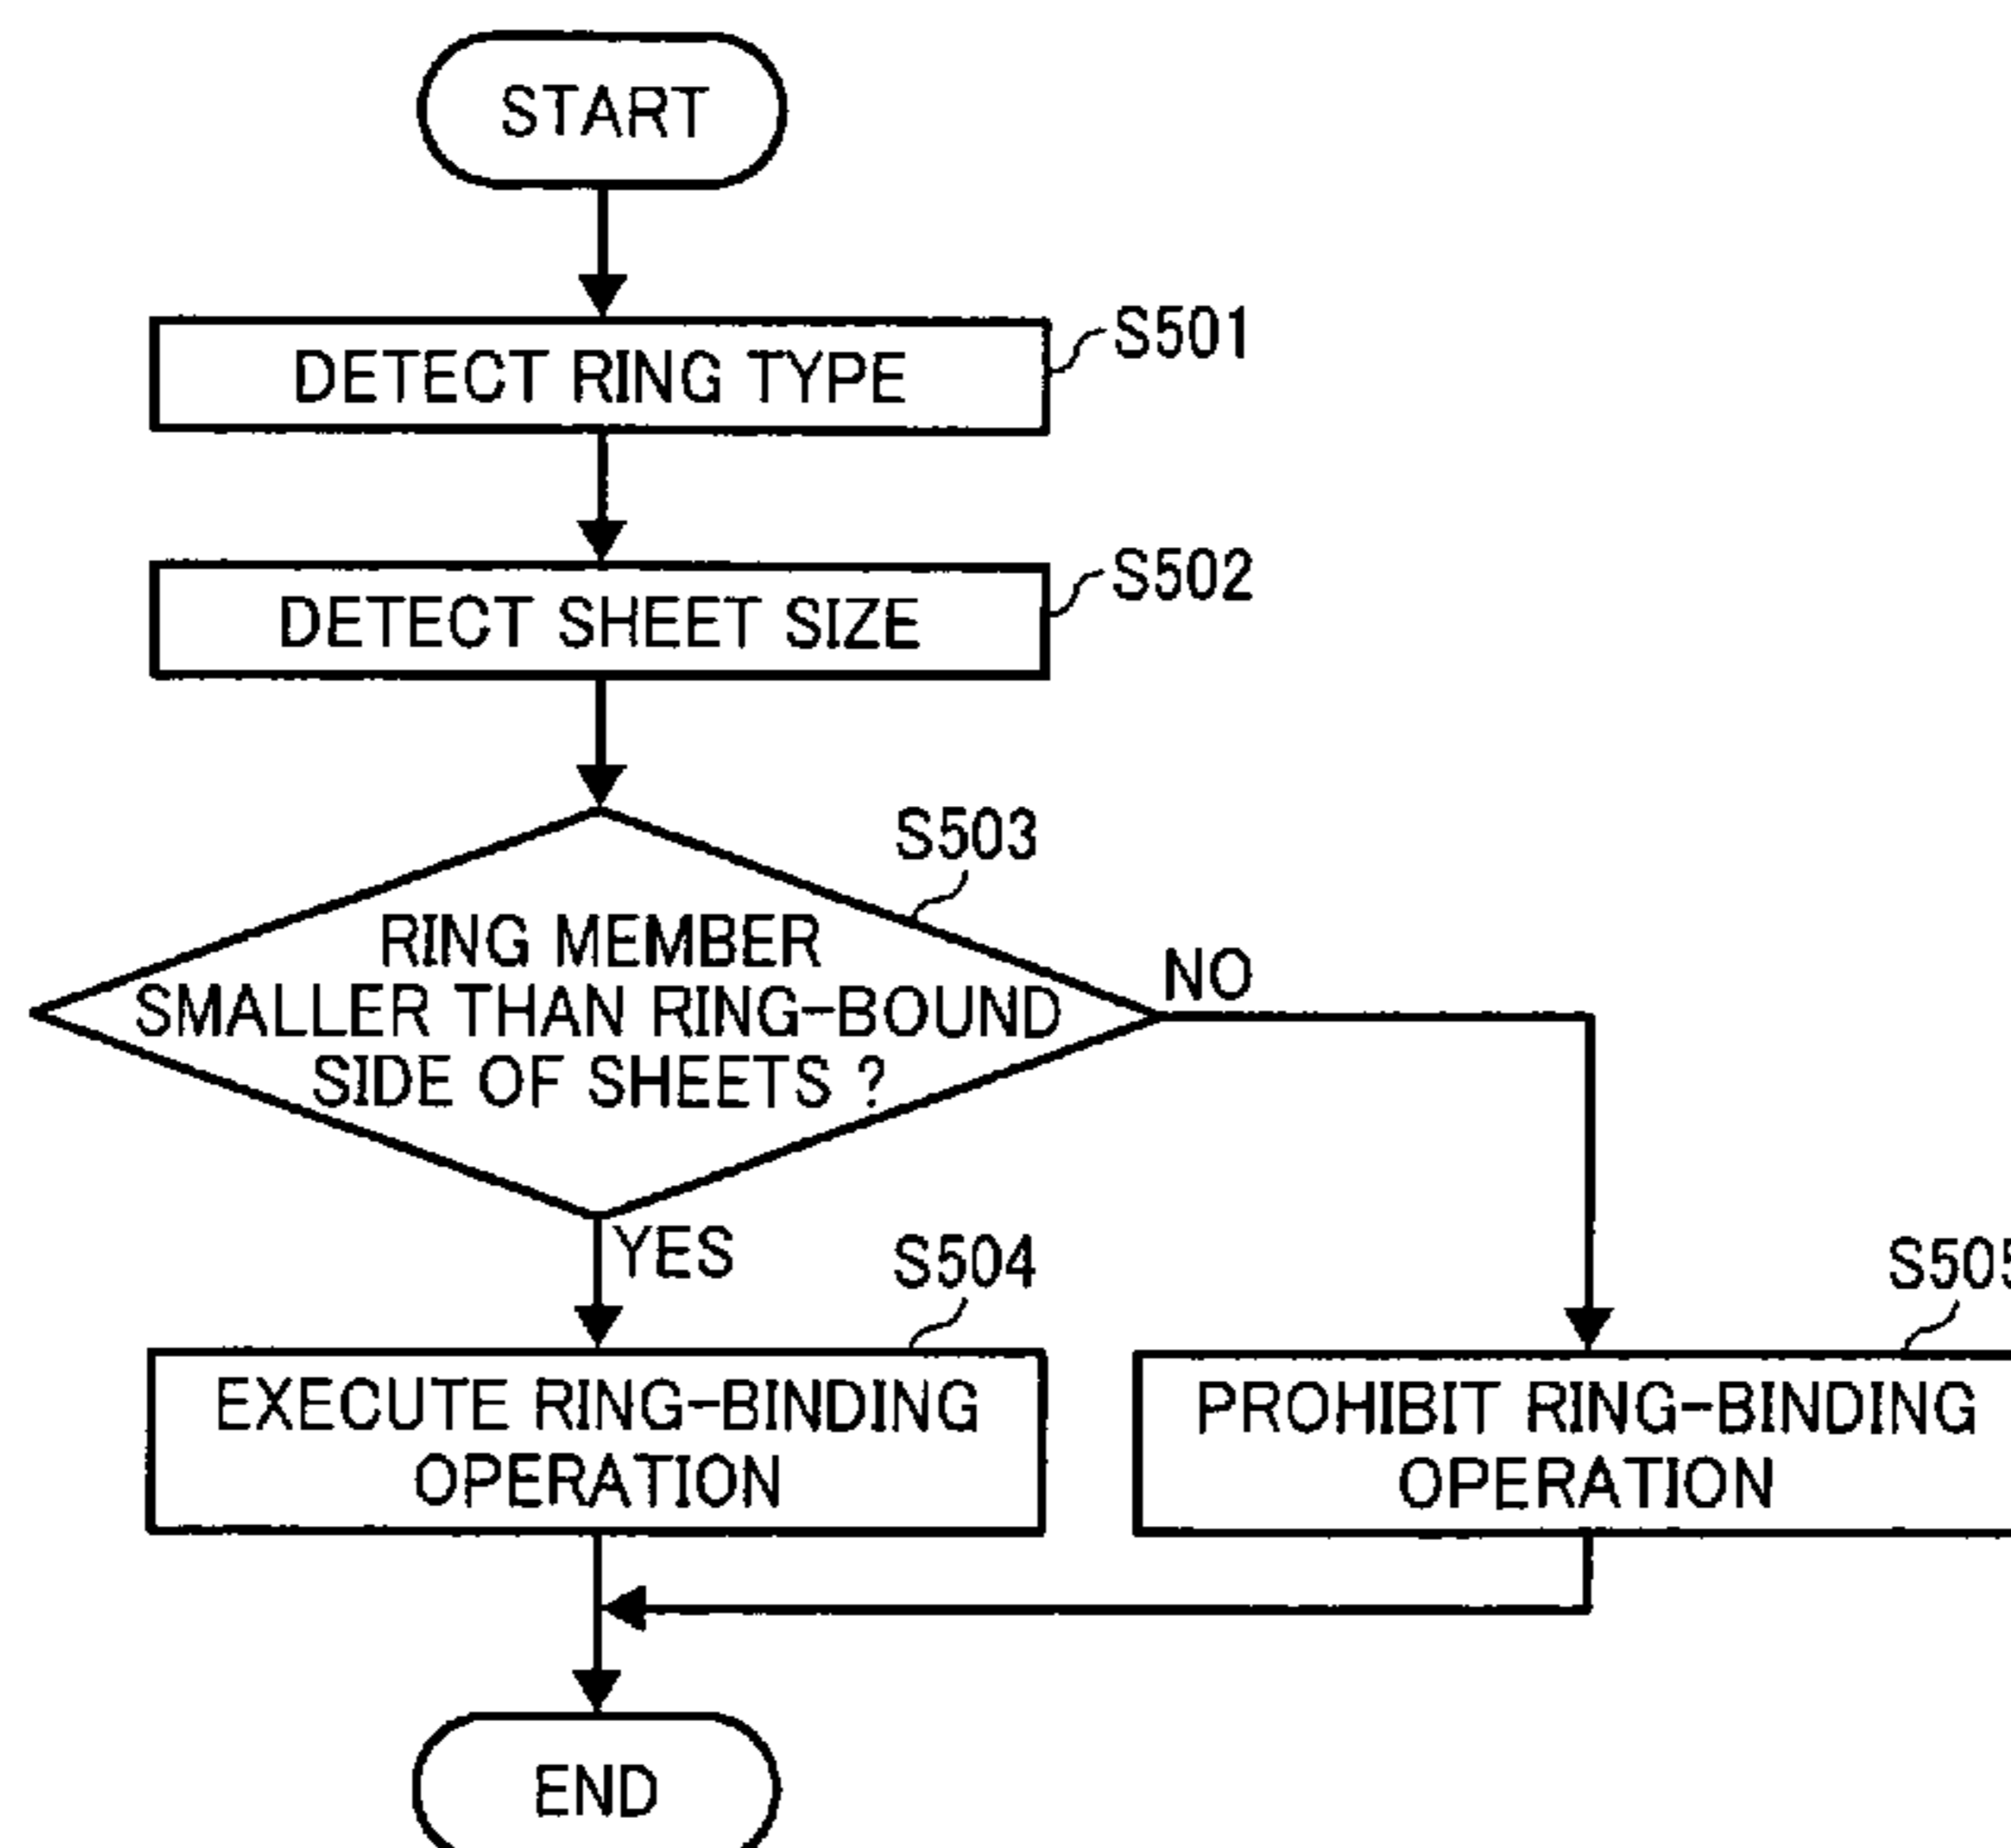 START
DETECT RING TYPE
S501
DETECT SHEET SIZE
S502
S503
RING MEMBER
SMALLER THAN RING-BOUND
SIDE OF SHEETS ?
NO
YES
S504
EXECUTE RING-BINDING
OPERATION
S505
PROHIBIT RING-BINDING
OPERATION
END